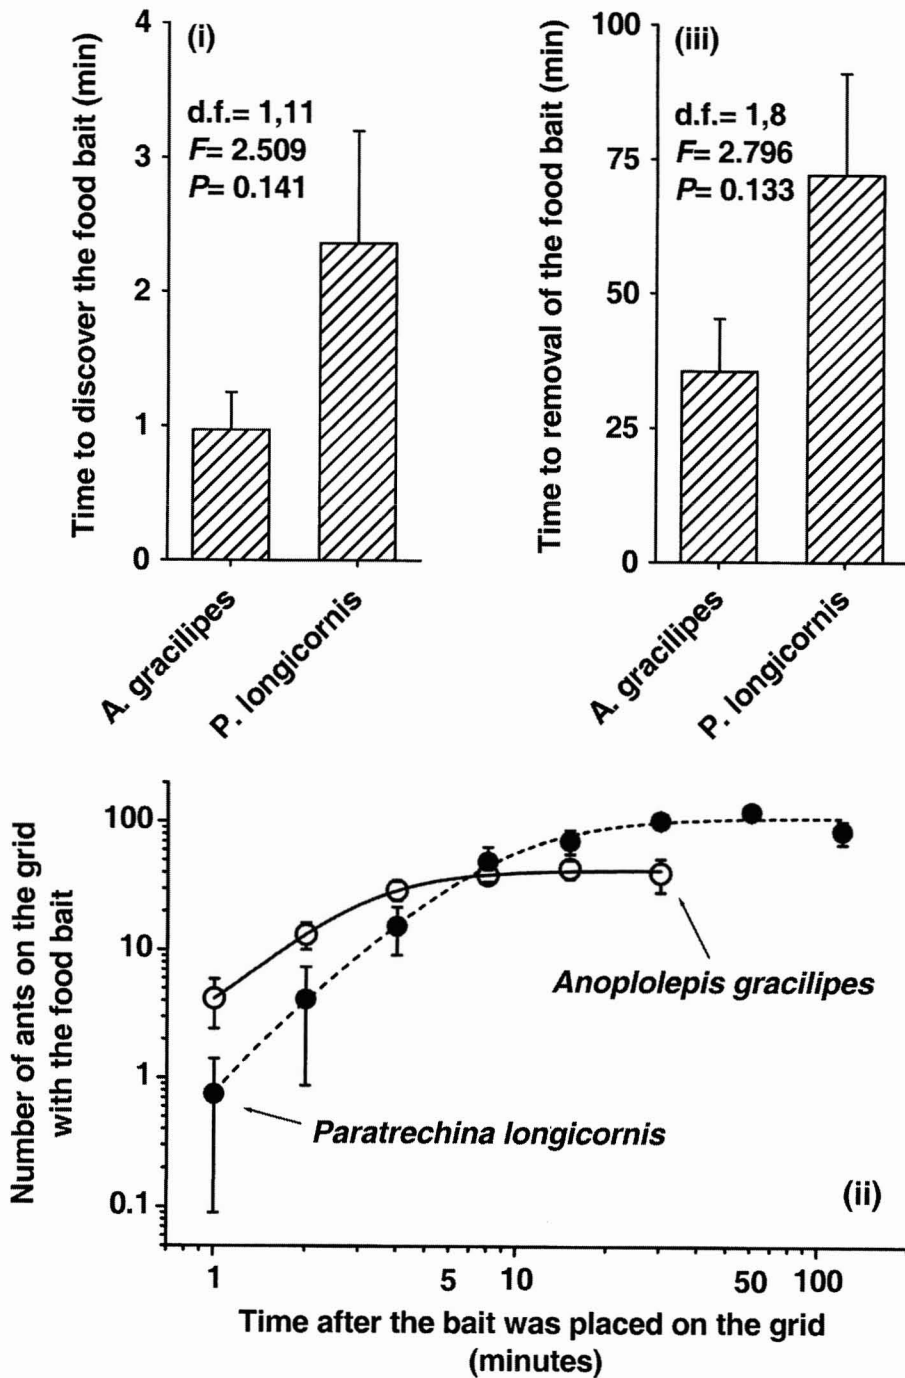 (i)
Time to discover the food bait (min)
4
3
2
1
0
d.f.= 1,11
F= 2.509
P= 0.141
A. gracilipes
P. longicornis
(iii)
Time to removal of the food bait (min)
100
75
50
25
0
d.f.= 1,8
F= 2.796
P= 0.133
A. gracilipes
P. longicornis
Number of ants on the grid
with the food bait
100
10
1
0.1
Anoplolepis gracilipes
Paratrechina longicornis
(ii)
1
5
10
50
100
Time after the bait was placed on the grid
(minutes)